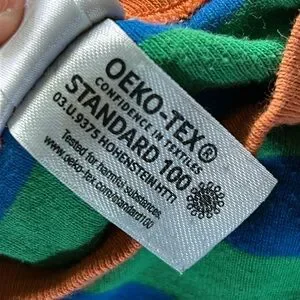 OEKO-TEX®
CONFIDENCE IN TEXTILES
STANDARD 100
03.U.9375 HOHENSTEIN HTTI
Tested for harmful substances.
www.oeko-tex.com/standard100